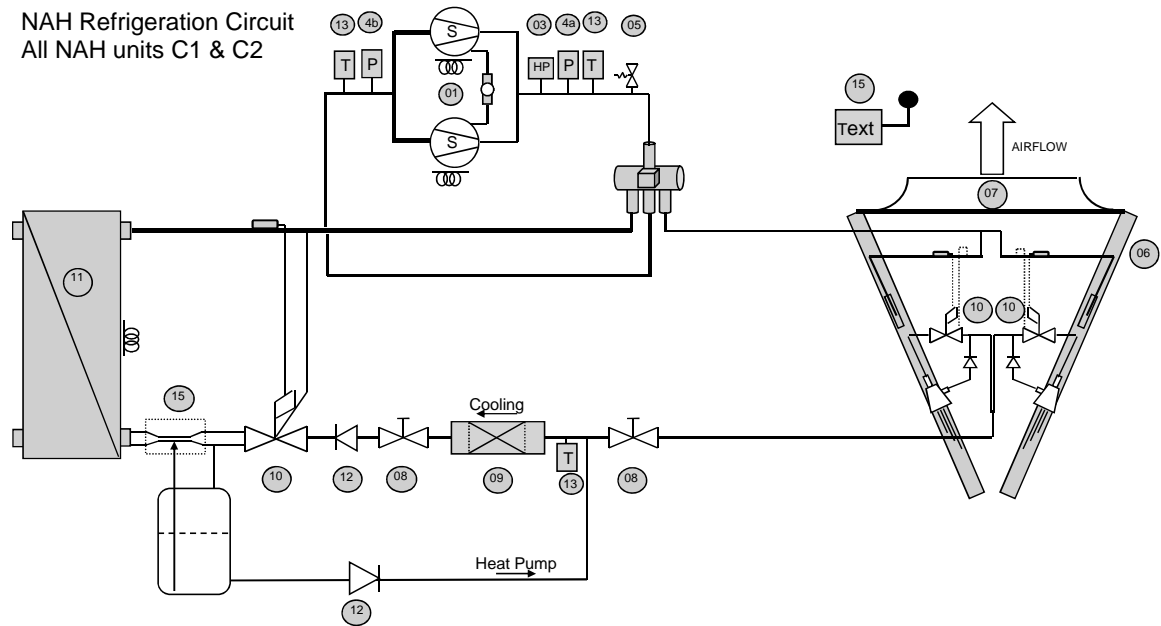 NAH Refrigeration Circuit
All NAH units C1 & C2
13
4b
03
4a
13
05
S
T
P
01
HP
P
T
S
15
Text
AIRFLOW
07
06
11
10
10
15
Cooling
10
12
08
09
T
13
08
Heat Pump
12